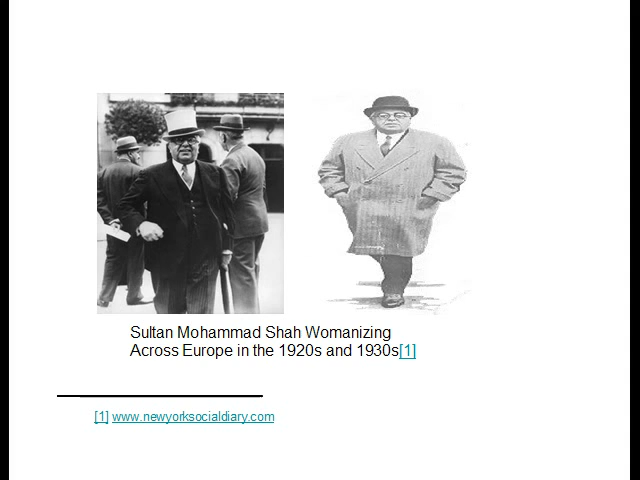 Sultan Mohammad Shah Womanizing
Across Europe in the 1920s and 1930s[1]
[1] www.newyorksocialdiary.com